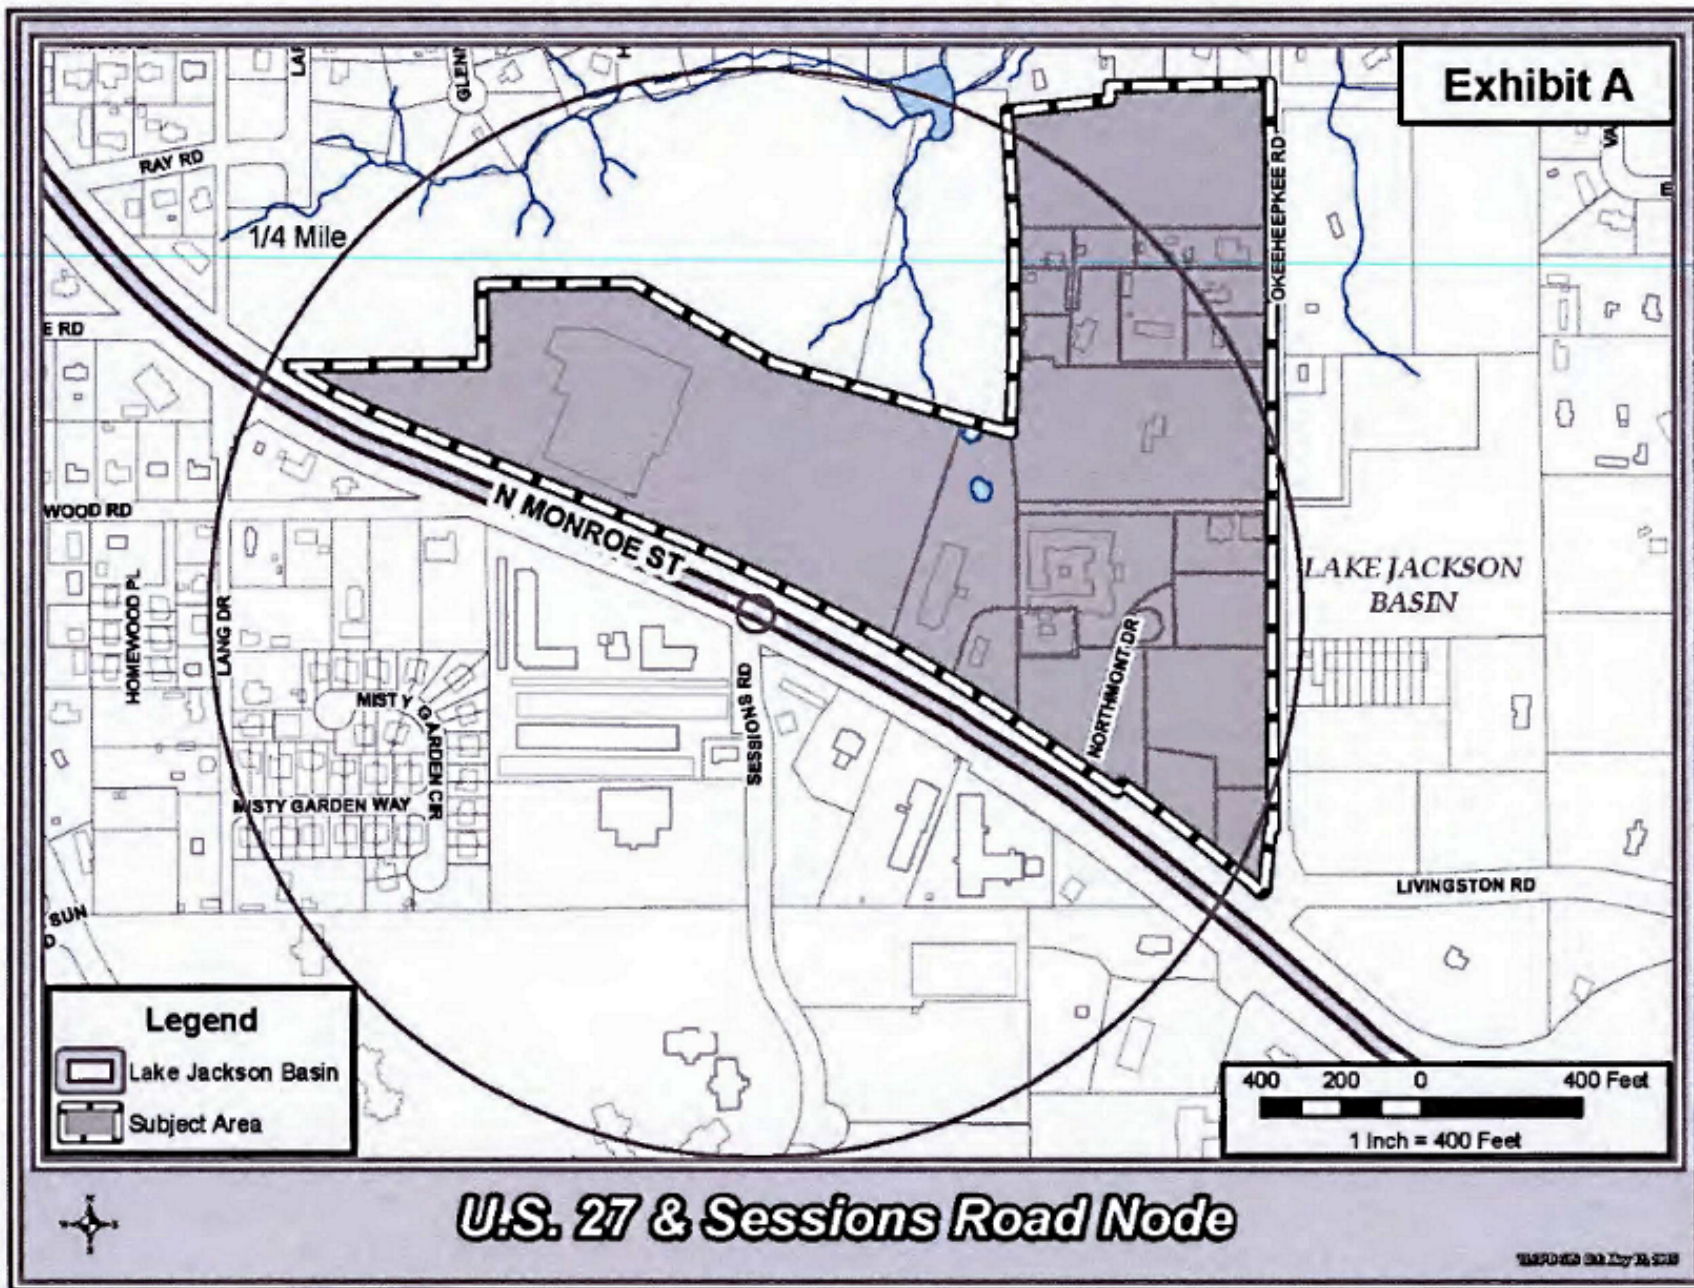 Exhibit A
GLENN
RAY RD
1/4 Mile
OKEEHEEPKEE RD
E RD
N MONROE ST
WOOD RD
LAKE JACKSON
BASIN
HOMEWOOD PL
LANG DR
MISTY GARDEN CIR
NORTHMONT DR
SESSIONS RD
MISTY GARDEN WAY
LIVINGSTON RD
SUN
Legend
Lake Jackson Basin
Subject Area
400 200 0 400 Feet
1 Inch = 400 Feet
U.S. 27 & Sessions Road Node